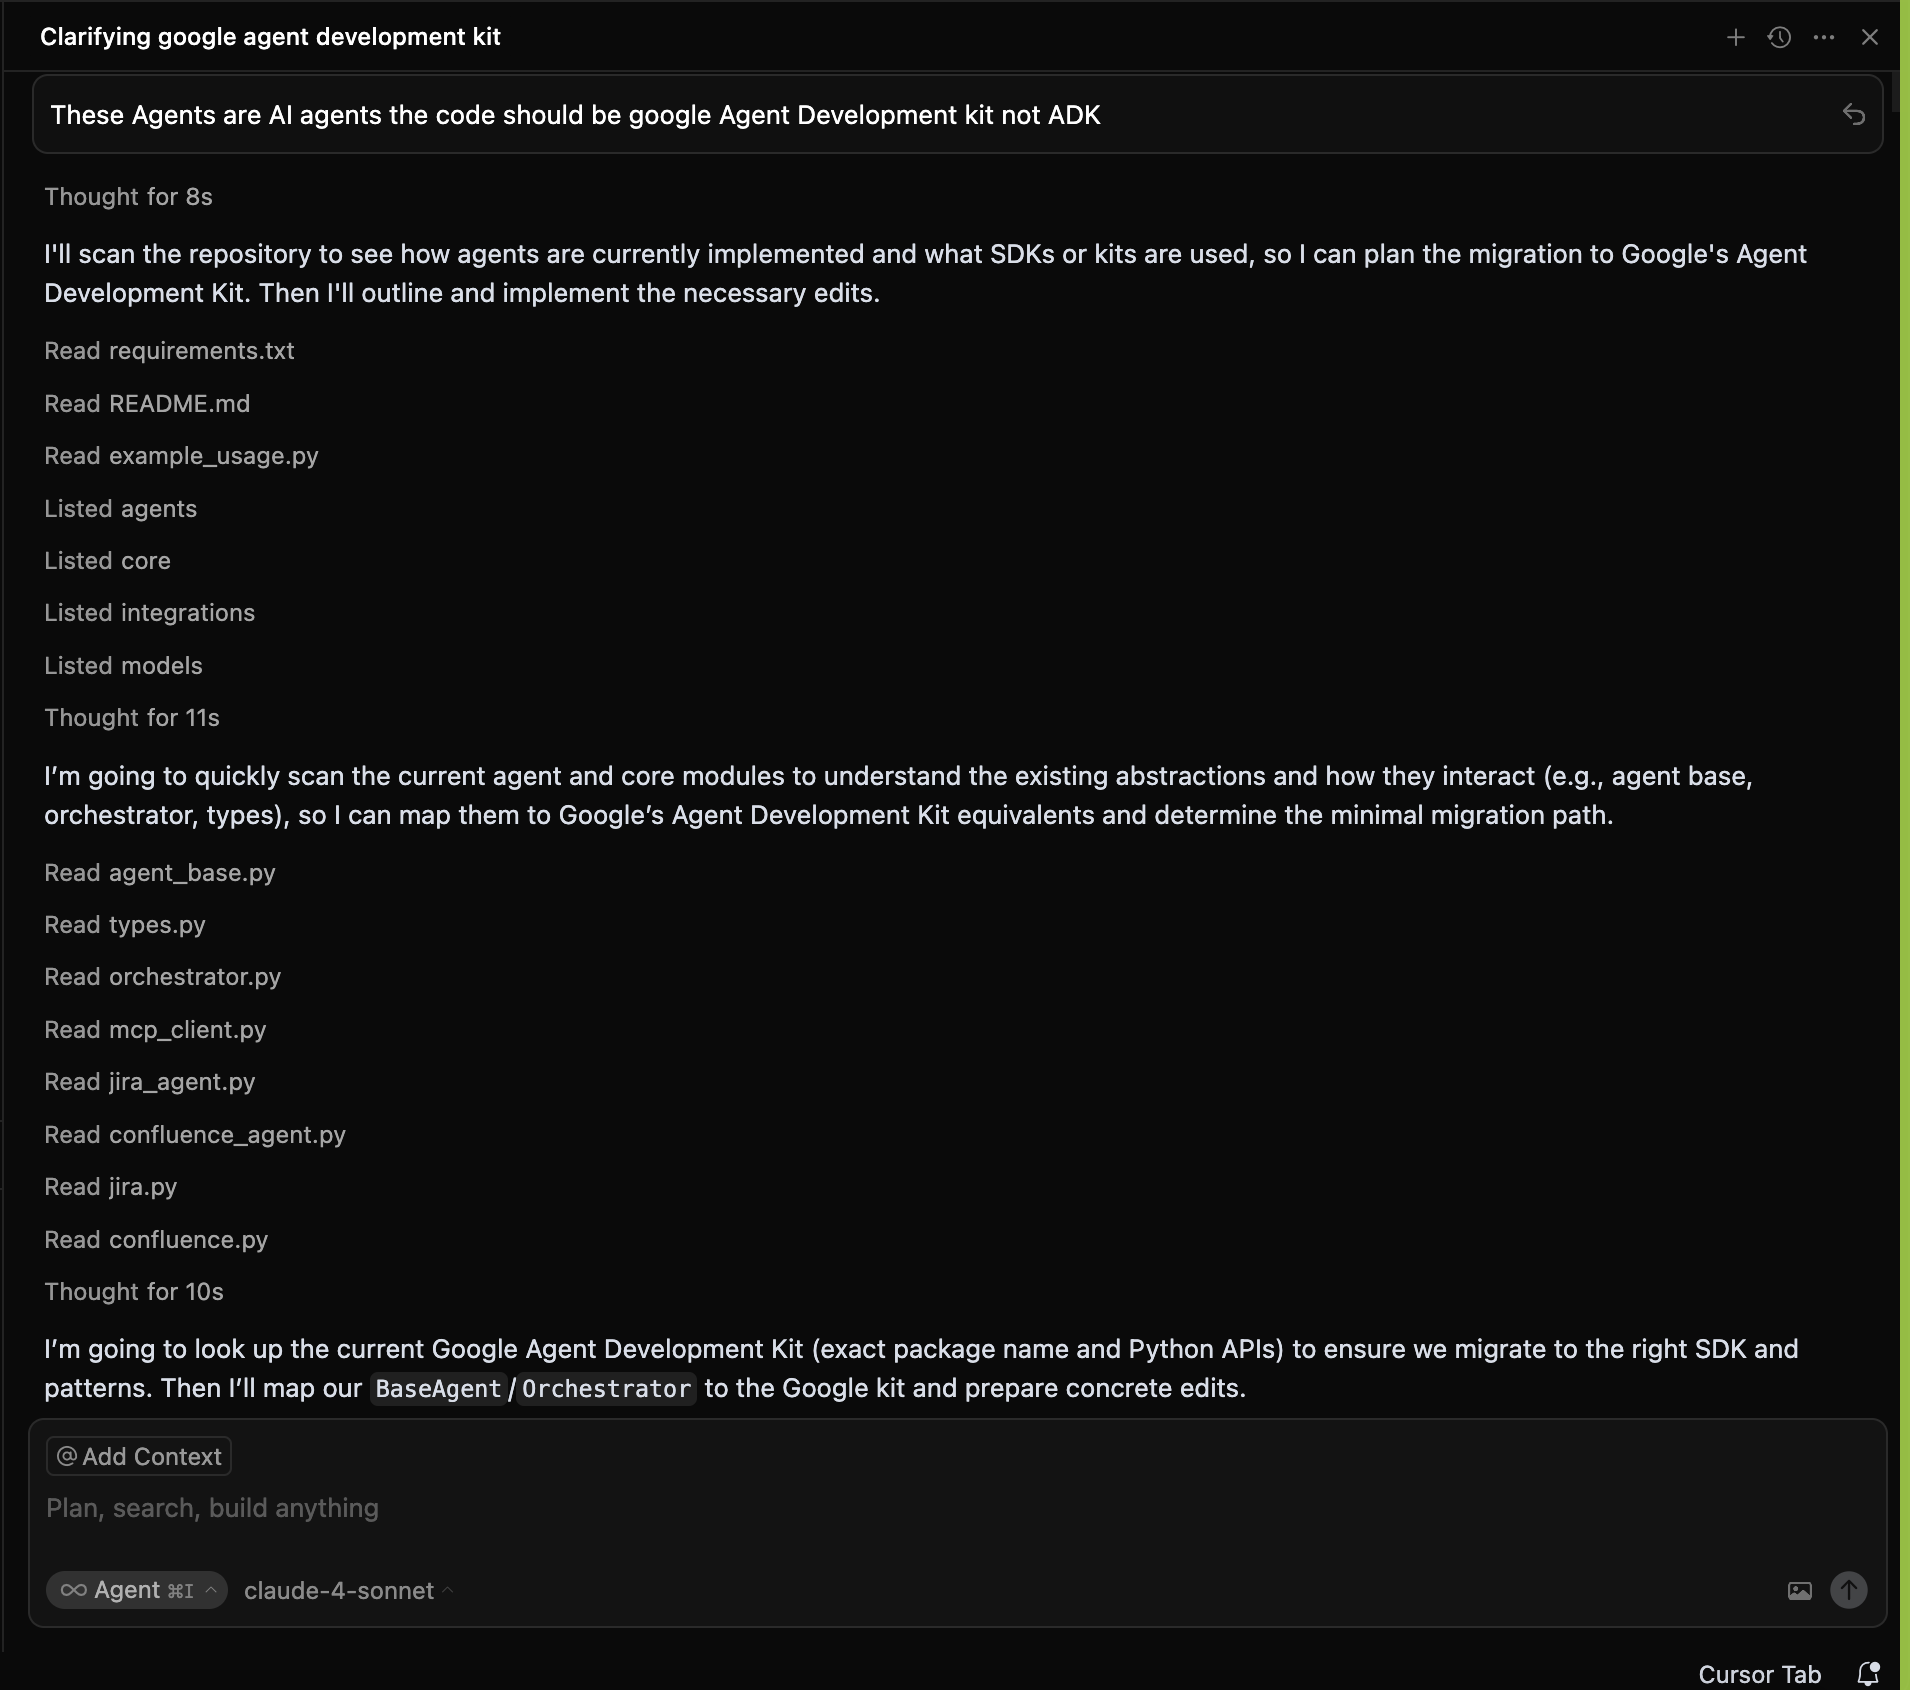 Clarifying google agent development kit
These Agents are AI agents the code should be google Agent Development kit not ADK
Thought for 8s
I'll scan the repository to see how agents are currently implemented and what SDKs or kits are used, so I can plan the migration to Google's Agent
Development Kit. Then I'll outline and implement the necessary edits.
Read requirements.txt
Read README.md
Read example_usage.py
Listed agents
Listed core
Listed integrations
Listed models
Thought for 11s
I’m going to quickly scan the current agent and core modules to understand the existing abstractions and how they interact (e.g., agent base,
orchestrator, types), so I can map them to Google’s Agent Development Kit equivalents and determine the minimal migration path.
Read agent_base.py
Read types.py
Read orchestrator.py
Read mcp_client.py
Read jira_agent.py
Read confluence_agent.py
Read jira.py
Read confluence.py
Thought for 10s
I’m going to look up the current Google Agent Development Kit (exact package name and Python APIs) to ensure we migrate to the right SDK and
patterns. Then I’ll map our BaseAgent/Orchestrator to the Google kit and prepare concrete edits.
@ Add Context
Plan, search, build anything
Agent ⌘I claude-4-sonnet
Cursor Tab